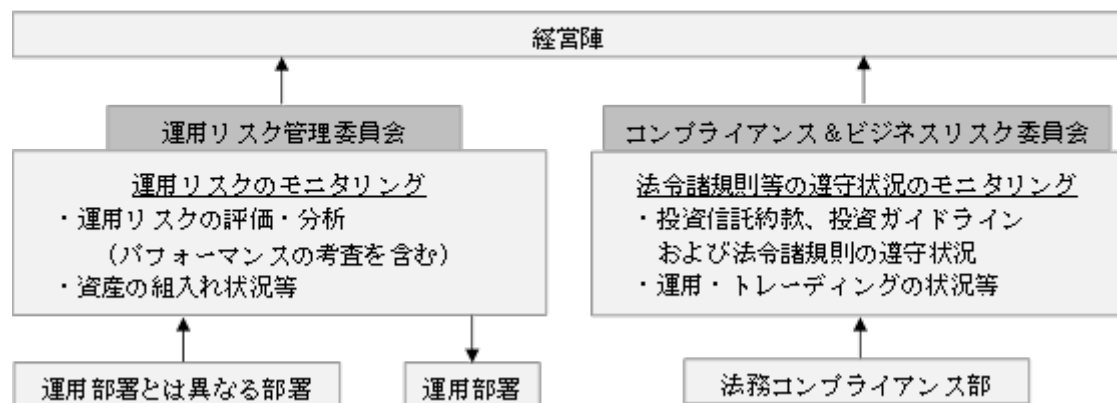 経営陣
運用リスク管理委員会
運用リスクのモニタリング
・運用リスクの評価・分析
（パフォーマンスの考査を含む）
・資産の組入れ状況等
運用部署とは異なる部署
運用部署
コンプライアンス＆ビジネスリスク委員会
法令諸規則等の遵守状況のモニタリング
・投資信託約款、投資ガイドライン
および法令諸規則の遵守状況
・運用・トレーディングの状況等
法務コンプライアンス部